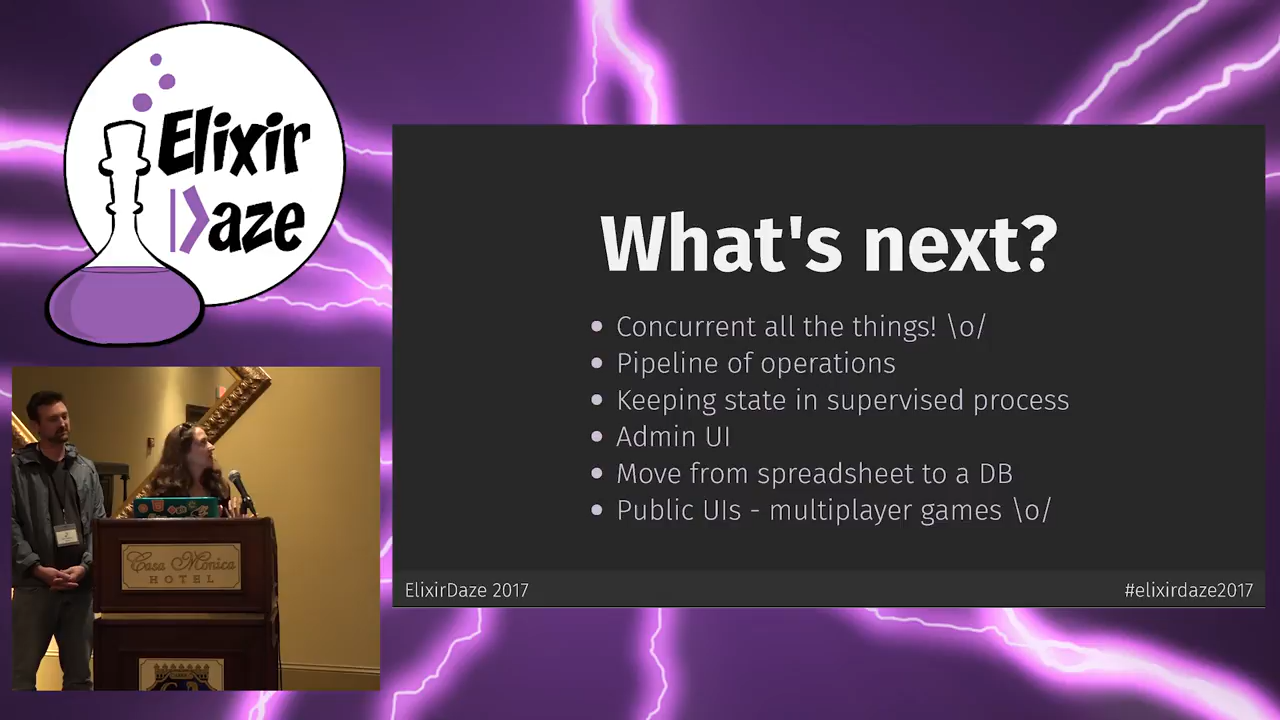 Elixir
Daze
What's next?
• Concurrent all the things! \o/
• Pipeline of operations
• Keeping state in supervised process
• Admin UI
• Move from spreadsheet to a DB
• Public UIs - multiplayer games \o/
ElixirDaze 2017
#elixirdaze2017
Casa Monica
HOTEL